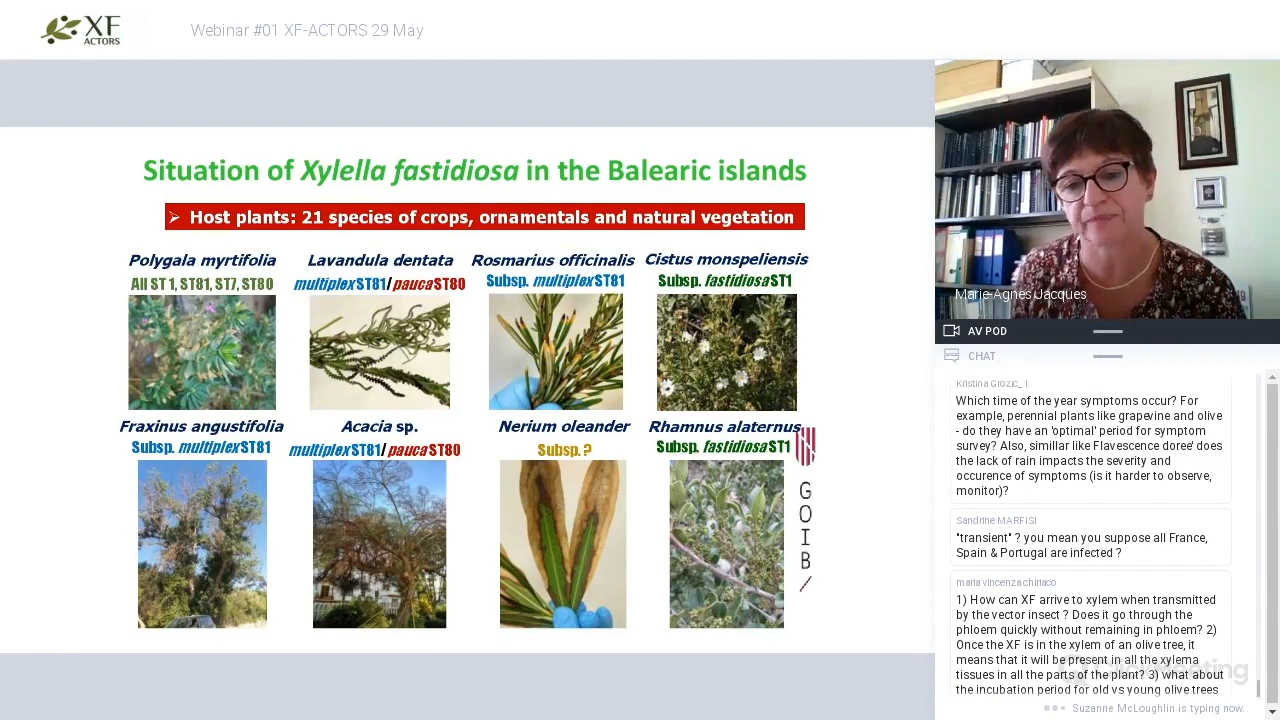 XF
ACTORS
Webinar #01 XF-ACTORS 29 May
Situation of Xylella fastidiosa in the Balearic islands
➢ Host plants: 21 species of crops, ornamentals and natural vegetation
Polygala myrtifolia
All ST 1, ST81, ST7, ST80
Lavandula dentata
multiplex ST81/pauca ST80
Rosmarius officinalis
Subsp. multiplex ST81
Cistus monspeliensis
Subsp. fastidiosa ST1
Fraxinus angustifolia
Subsp. multiplex ST81
Acacia sp.
multiplex ST81/pauca ST80
Nerium oleander
Subsp. ?
Rhamnus alaternus
Subsp. fastidiosa ST1
G
O
I
B
/
Marie-Agnes Jacques
AV POD
CHAT
Kristina Grozić_1
Which time of the year symptoms occur? For
example, perennial plants like grapevine and olive
- do they have an 'optimal' period for symptom
survey? Also, simillar like Flavescence doree' does
the lack of rain impacts the severity and
occurence of symptoms (is it harder to observe,
monitor)?
Sandrine MARFISI
"transient" ? you mean you suppose all France,
Spain & Portugal are infected ?
maria vincenza chiriaco
1) How can XF arrive to xylem when transmitted
by the vector insect ? Does it go through the
phloem quickly without remaining in phloem? 2)
Once the XF is in the xylem of an olive tree, it
means that it will be present in all the xylema
tissues in all the parts of the plant? 3) what about
the incubation period for old vs young olive trees
ClickMeeting
Suzanne McLoughlin is typing now.